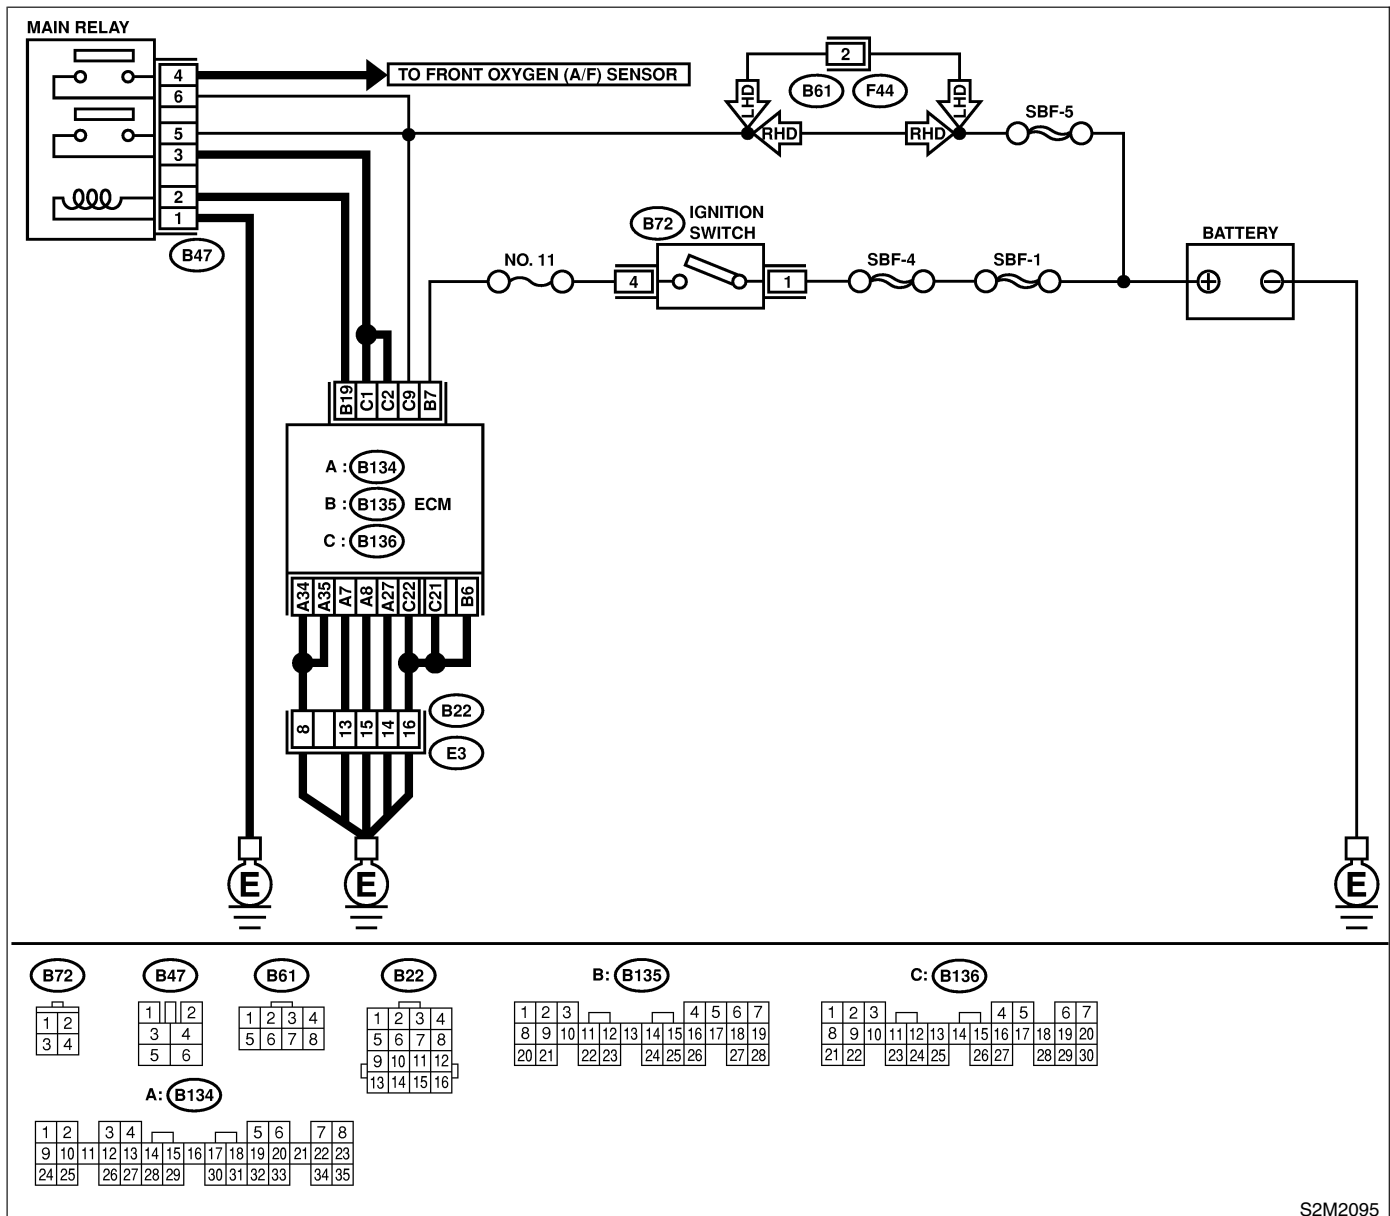 MAIN RELAY
4
6
5
3
2
1
B47
TO FRONT OXYGEN (A/F) SENSOR
2
B61
F44
LHD
LHD
RHD
RHD
SBF-5
B72
IGNITION
SWITCH
NO. 11
4
1
SBF-4
SBF-1
BATTERY
B19
C1
C2
C9
B7
A : B134
B : B135 ECM
C : B136
A34
A35
A7
A8
A27
C22
C21
B6
8
13
15
14
16
B22
E3
E
E
E
B72
1 2
3 4
B47
1 2
3 4
5 6
B61
1 2 3 4
5 6 7 8
B22
1 2 3 4
5 6 7 8
9 10 11 12
13 14 15 16
B: B135
1 2 3 4 5 6 7
8 9 10 11 12 13 14 15 16 17 18 19
20 21 22 23 24 25 26 27 28
C: B136
1 2 3 4 5 6 7
8 9 10 11 12 13 14 15 16 17 18 19 20
21 22 23 24 25 26 27 28 29 30
A: B134
1 2 3 4 5 6 7 8
9 10 11 12 13 14 15 16 17 18 19 20 21 22 23
24 25 26 27 28 29 30 31 32 33 34 35
S2M2095